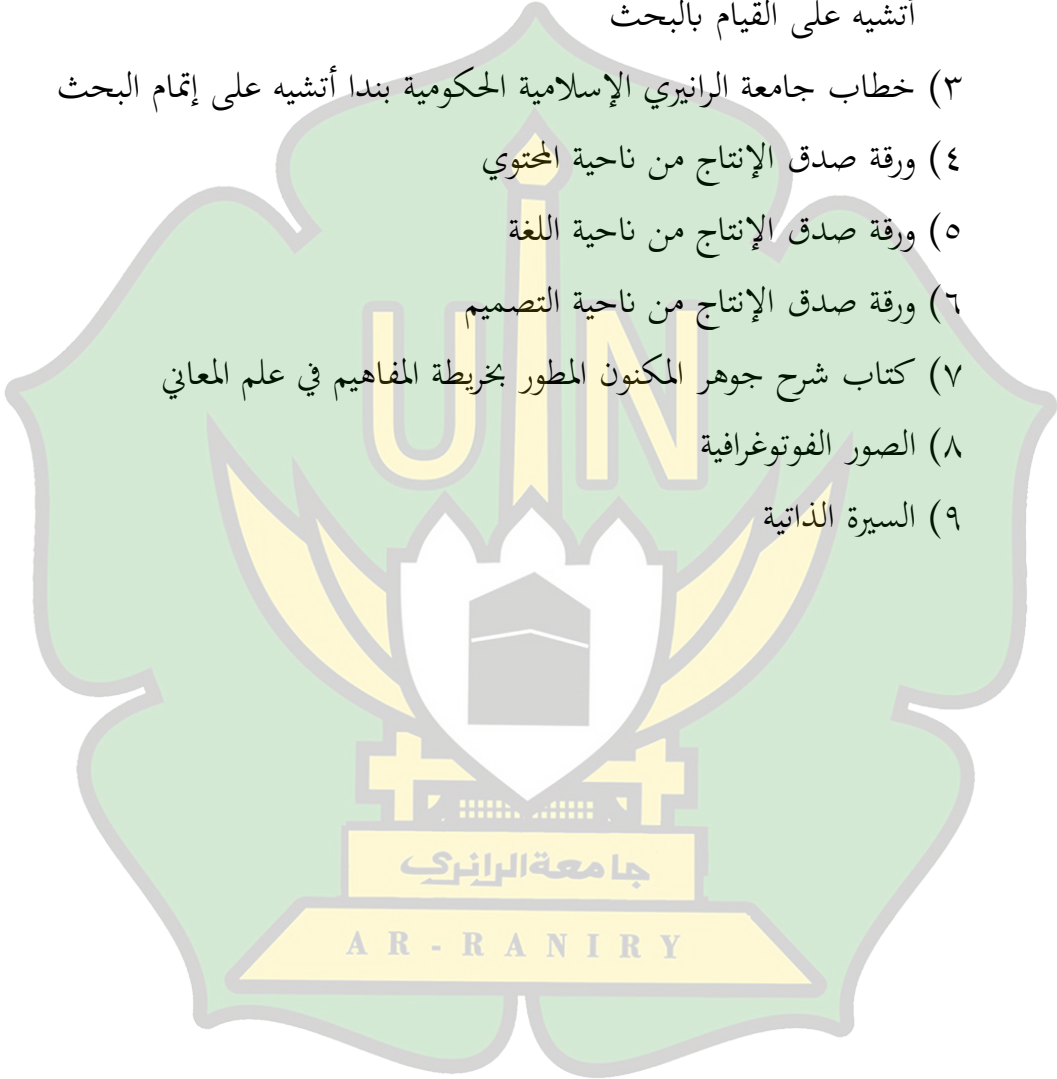 أتشيه على القيام بالبحث
٣) خطاب جامعة الرانيري الإسلامية الحكومية بندا أتشيه على إتمام البحث
٤) ورقة صدق الإنتاج من ناحية المحتوي
٥) ورقة صدق الإنتاج من ناحية اللغة
٦) ورقة صدق الإنتاج من ناحية التصميم
٧) كتاب شرح جوهر المكنون المطور بخريطة المفاهيم في علم المعاني
٨) الصور الفوتوغرافية
٩) السيرة الذاتية
UIN
جامعة الرانري
AR-RANIRY